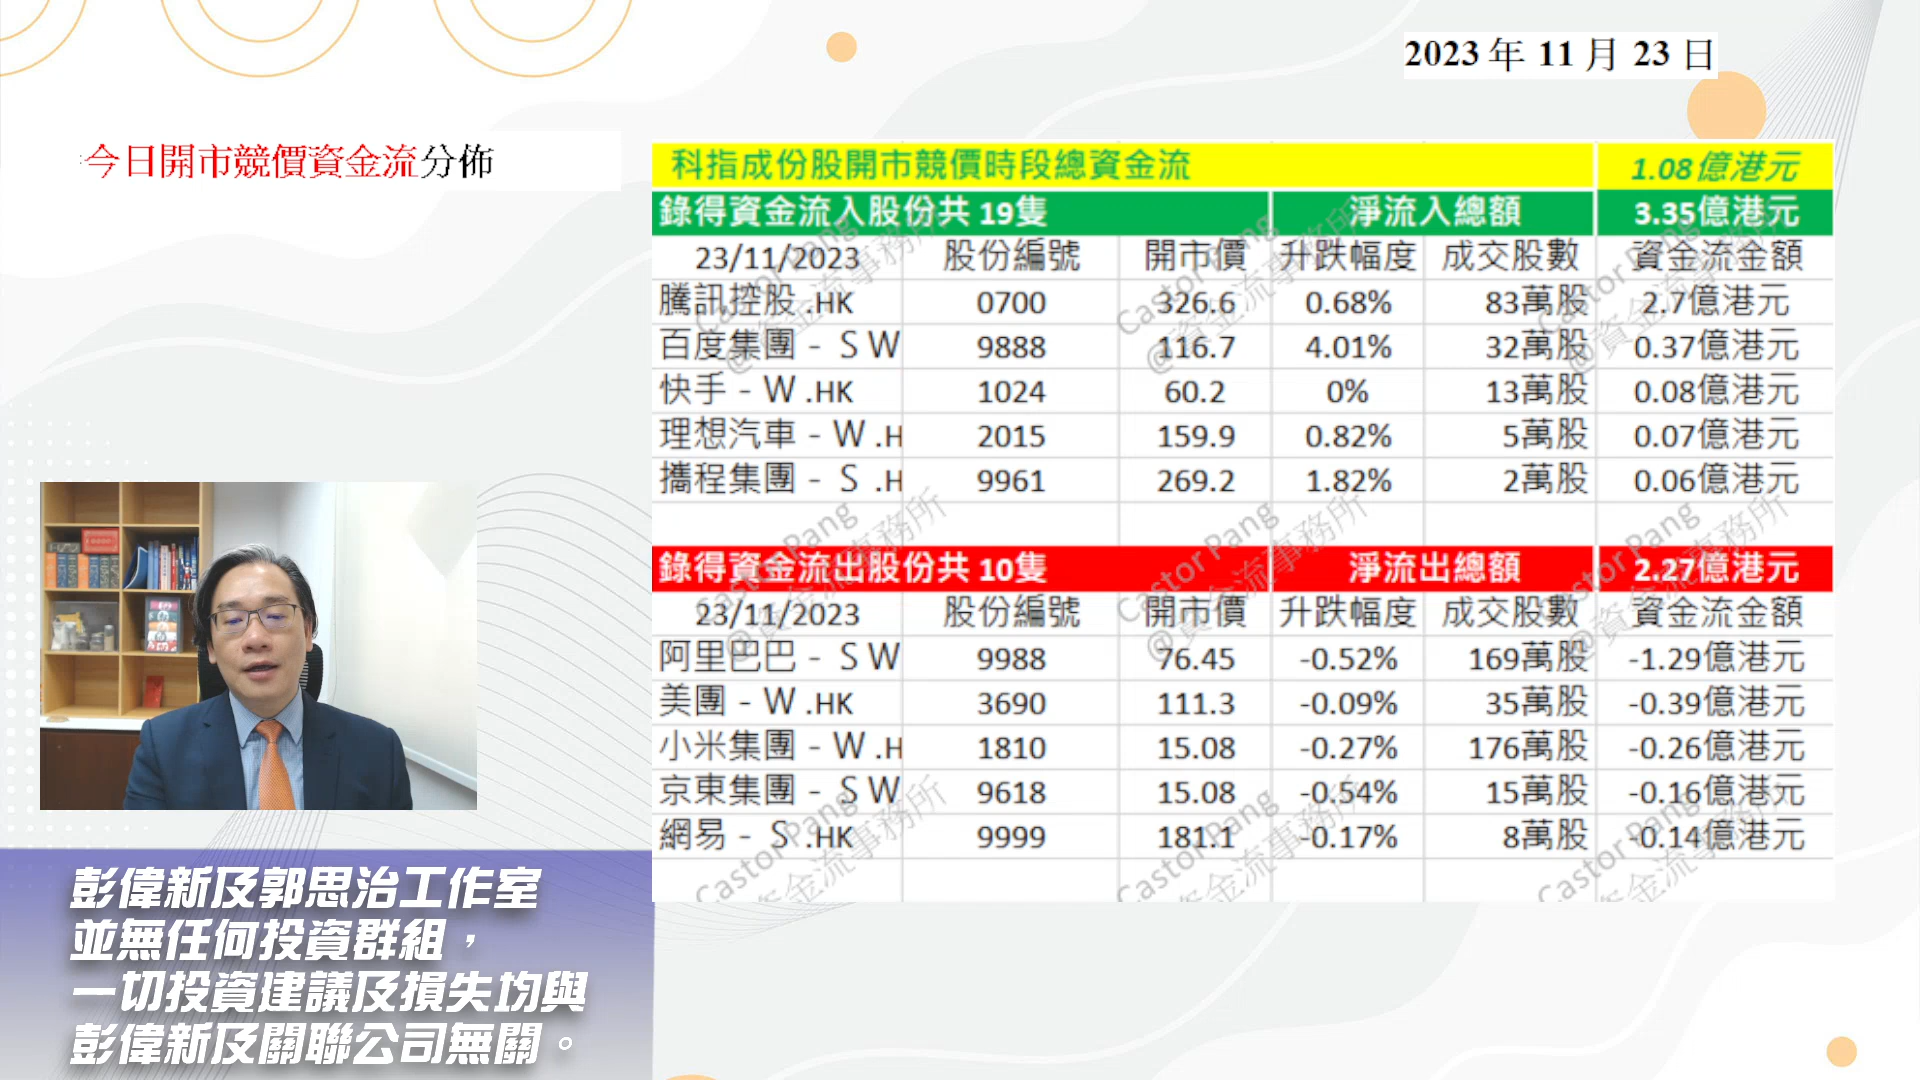 2023 年 11 月 23 日
今日開市競價資金流分佈
科指成份股開市競價時段總資金流 1.08億港元
錄得資金流入股份共 19隻 淨流入總額 3.35億港元
23/11/2023 股份編號 開市價 升跌幅度 成交股數 資金流金額
騰訊控股 .HK 0700 326.6 0.68% 83萬股 2.7億港元
百度集團 - S W 9888 116.7 4.01% 32萬股 0.37億港元
快手 - W .HK 1024 60.2 0% 13萬股 0.08億港元
理想汽車 - W .H 2015 159.9 0.82% 5萬股 0.07億港元
攜程集團 - S .H 9961 269.2 1.82% 2萬股 0.06億港元
錄得資金流出股份共 10隻 淨流出總額 2.27億港元
23/11/2023 股份編號 開市價 升跌幅度 成交股數 資金流金額
阿里巴巴 - S W 9988 76.45 -0.52% 169萬股 -1.29億港元
美團 - W .HK 3690 111.3 -0.09% 35萬股 -0.39億港元
小米集團 - W .H 1810 15.08 -0.27% 176萬股 -0.26億港元
京東集團 - S W 9618 15.08 -0.54% 15萬股 -0.16億港元
網易 - S .HK 9999 181.1 -0.17% 8萬股 -0.14億港元
Castor Pang
@資金流事務所
彭偉新及郭思治工作室
並無任何投資群組，
一切投資建議及損失均與
彭偉新及關聯公司無關。